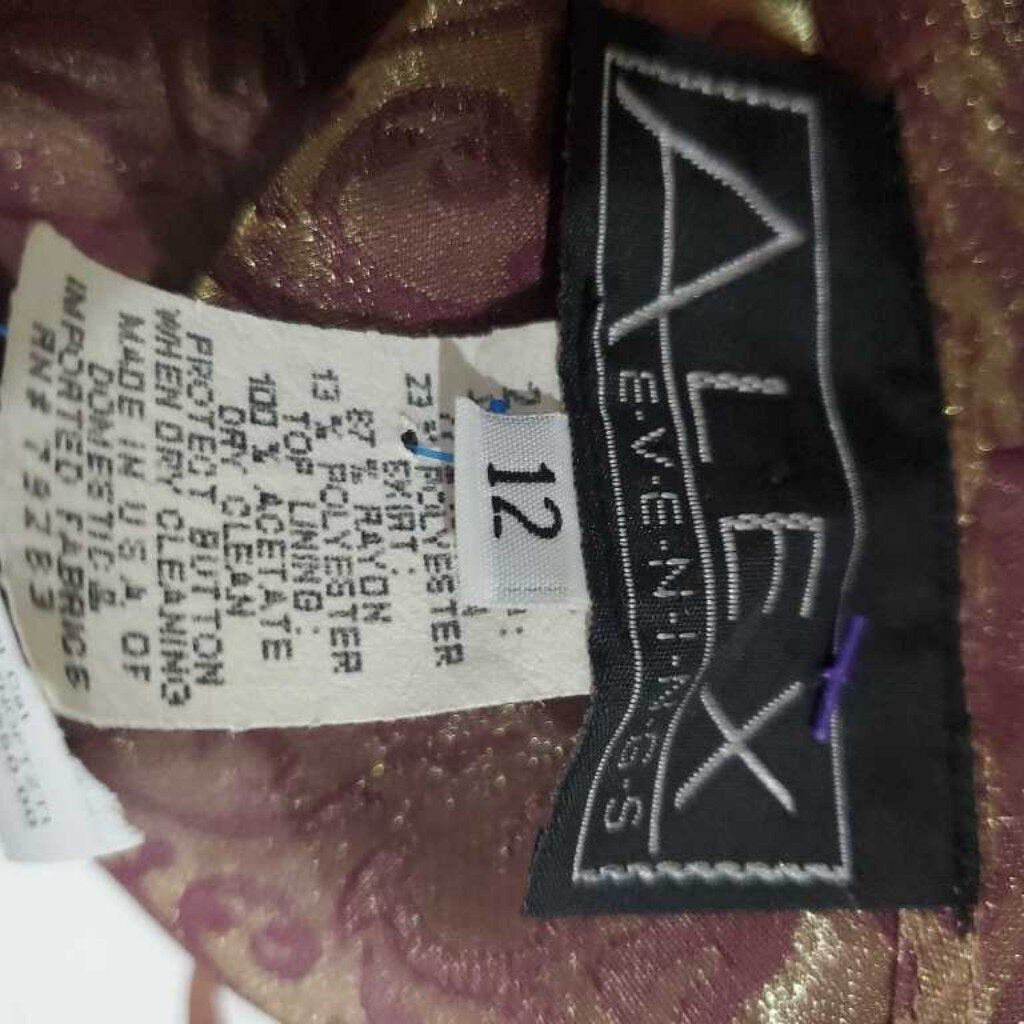 ALEX
E·V·E·N·I·N·G·S
12
23 % POLYESTER
SKIRT:
87 % RAYON
13 % POLYESTER
TOP LINING:
100 % ACETATE
DRY CLEAN
PROTECT BUTTON
WHEN DRY CLEANING
MADE IN U.S.A. OF
DOMESTIC &
IMPORTED FABRICS
RN# 79283